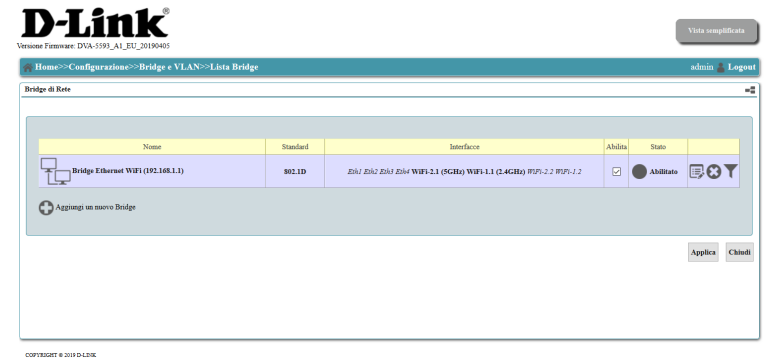 D-Link®
Vista semplificata
Versione Firmware: DVA-5593_A1_EU_20190405
Home>>Configurazione>>Bridge e VLAN>>Lista Bridge
admin Logout
Bridge di Rete
Nome Standard Interfacce Abilita Stato
Bridge Ethernet WiFi (192.168.1.1) 802.1D Eth1 Eth2 Eth3 Eth4 WiFi-2.1 (5GHz) WiFi-1.1 (2.4GHz) WiFi-2.2 WiFi-1.2 Abilitato
Aggiungi un nuovo Bridge
Applica Chiudi
COPYRIGHT © 2019 D-LINK